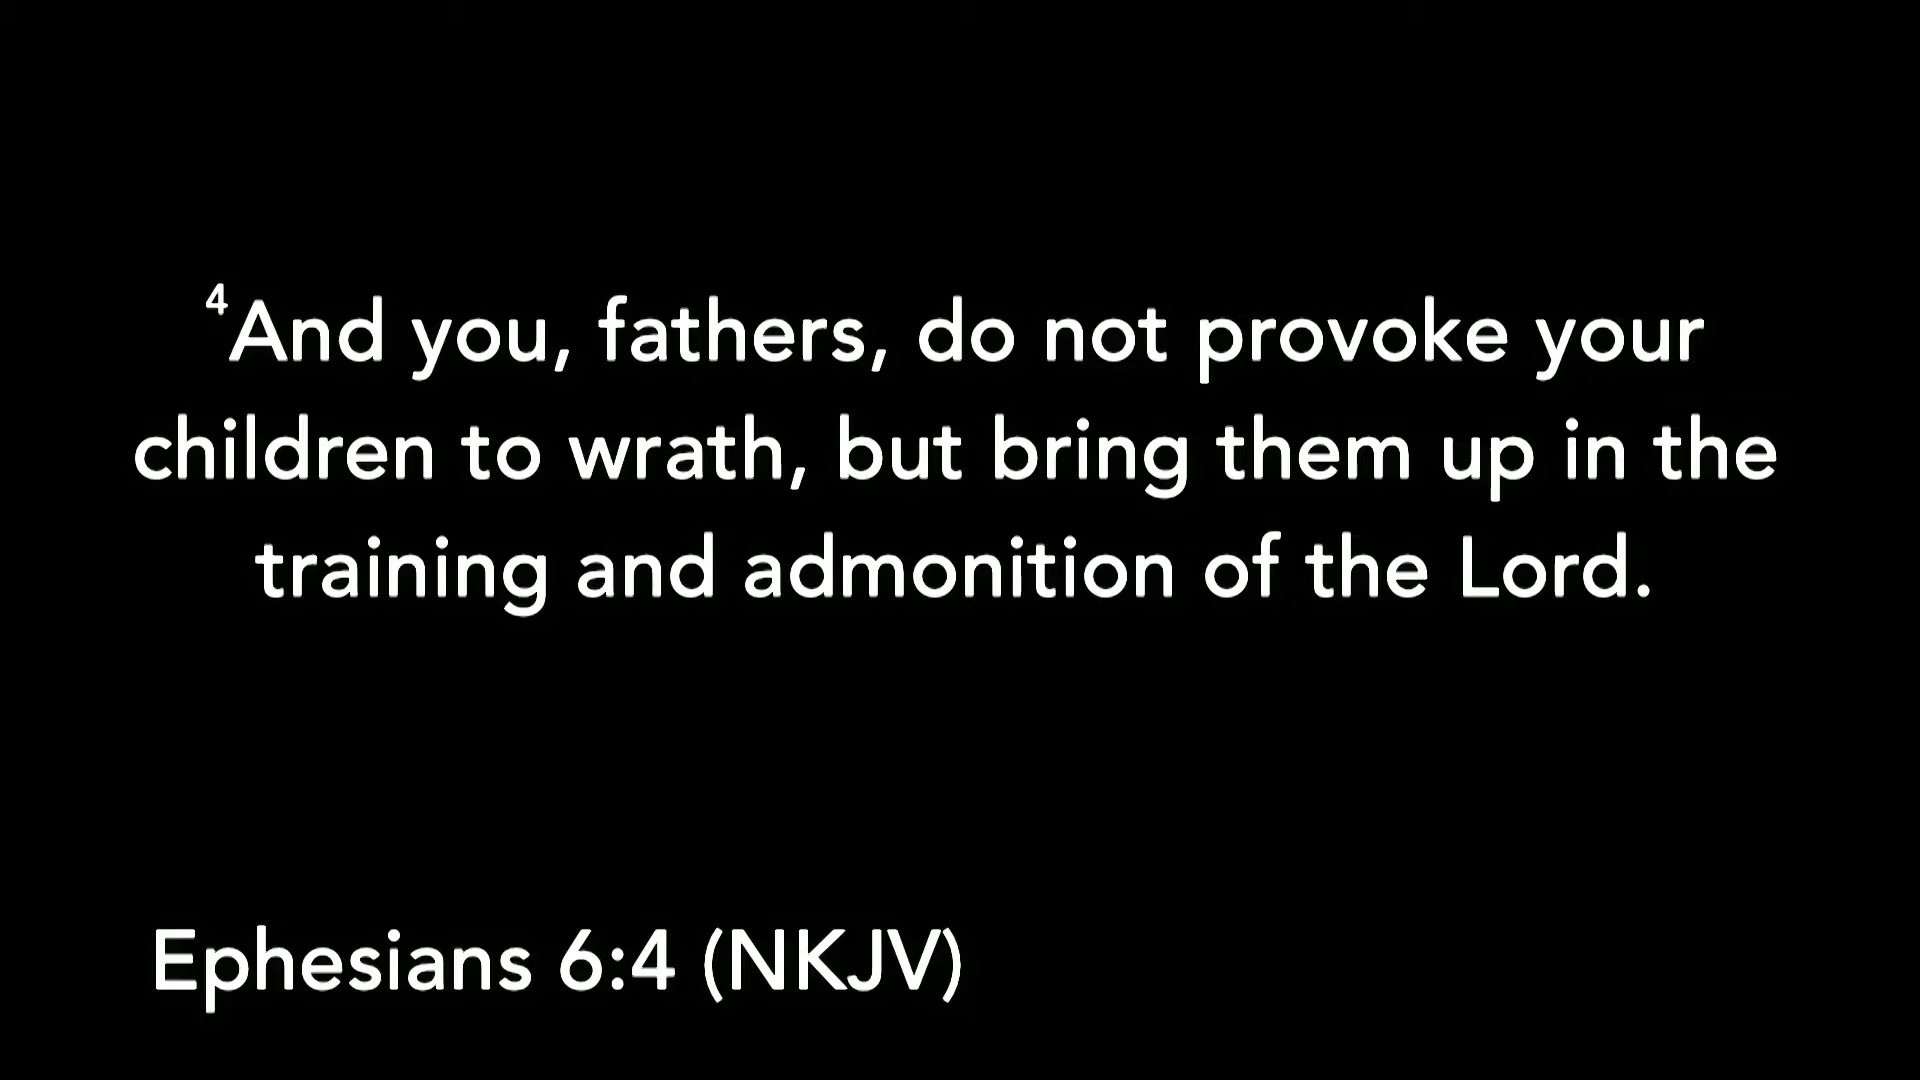 ⁴And you, fathers, do not provoke your
children to wrath, but bring them up in the
training and admonition of the Lord.
Ephesians 6:4 (NKJV)